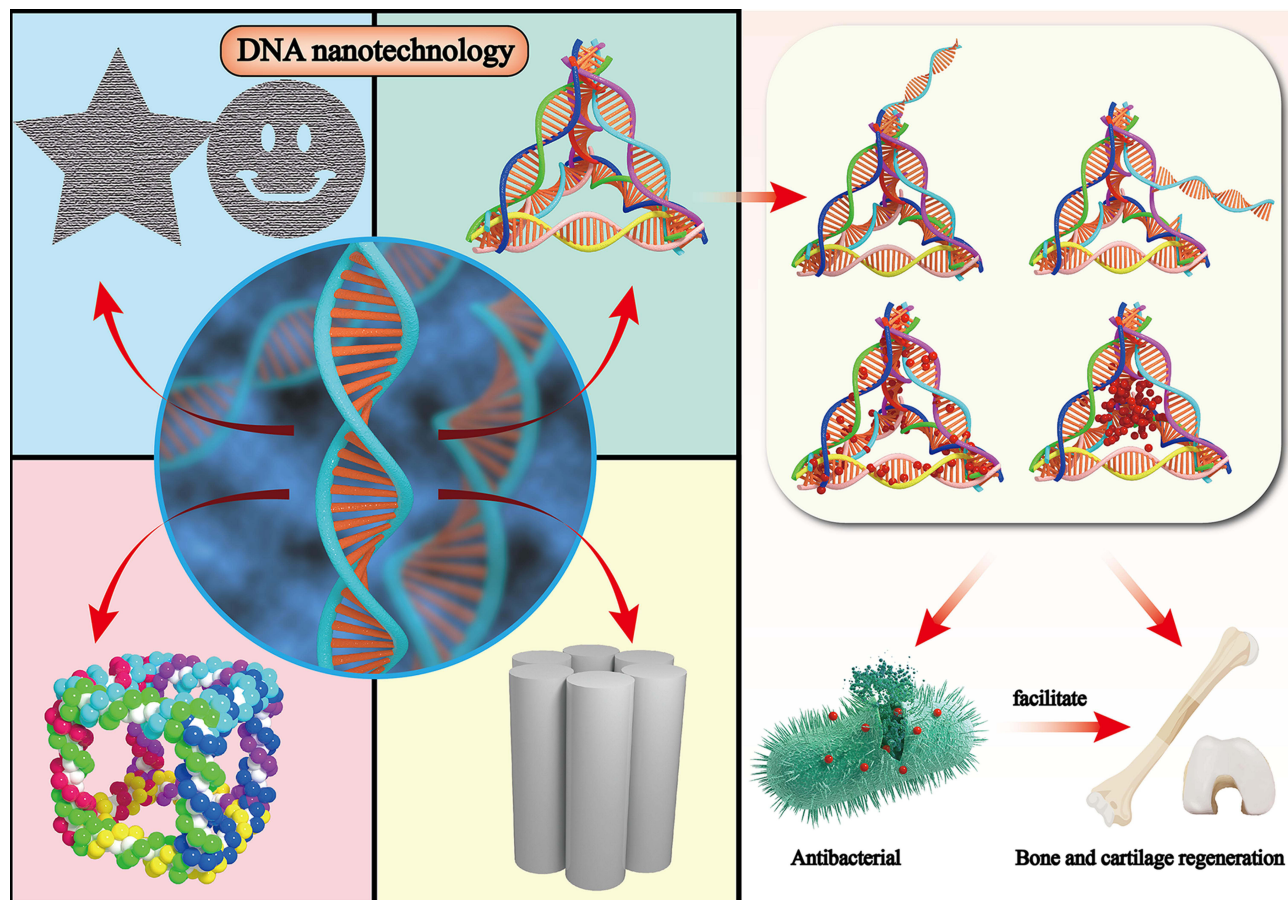 DNA nanotechnology
facilitate
Antibacterial
Bone and cartilage regeneration